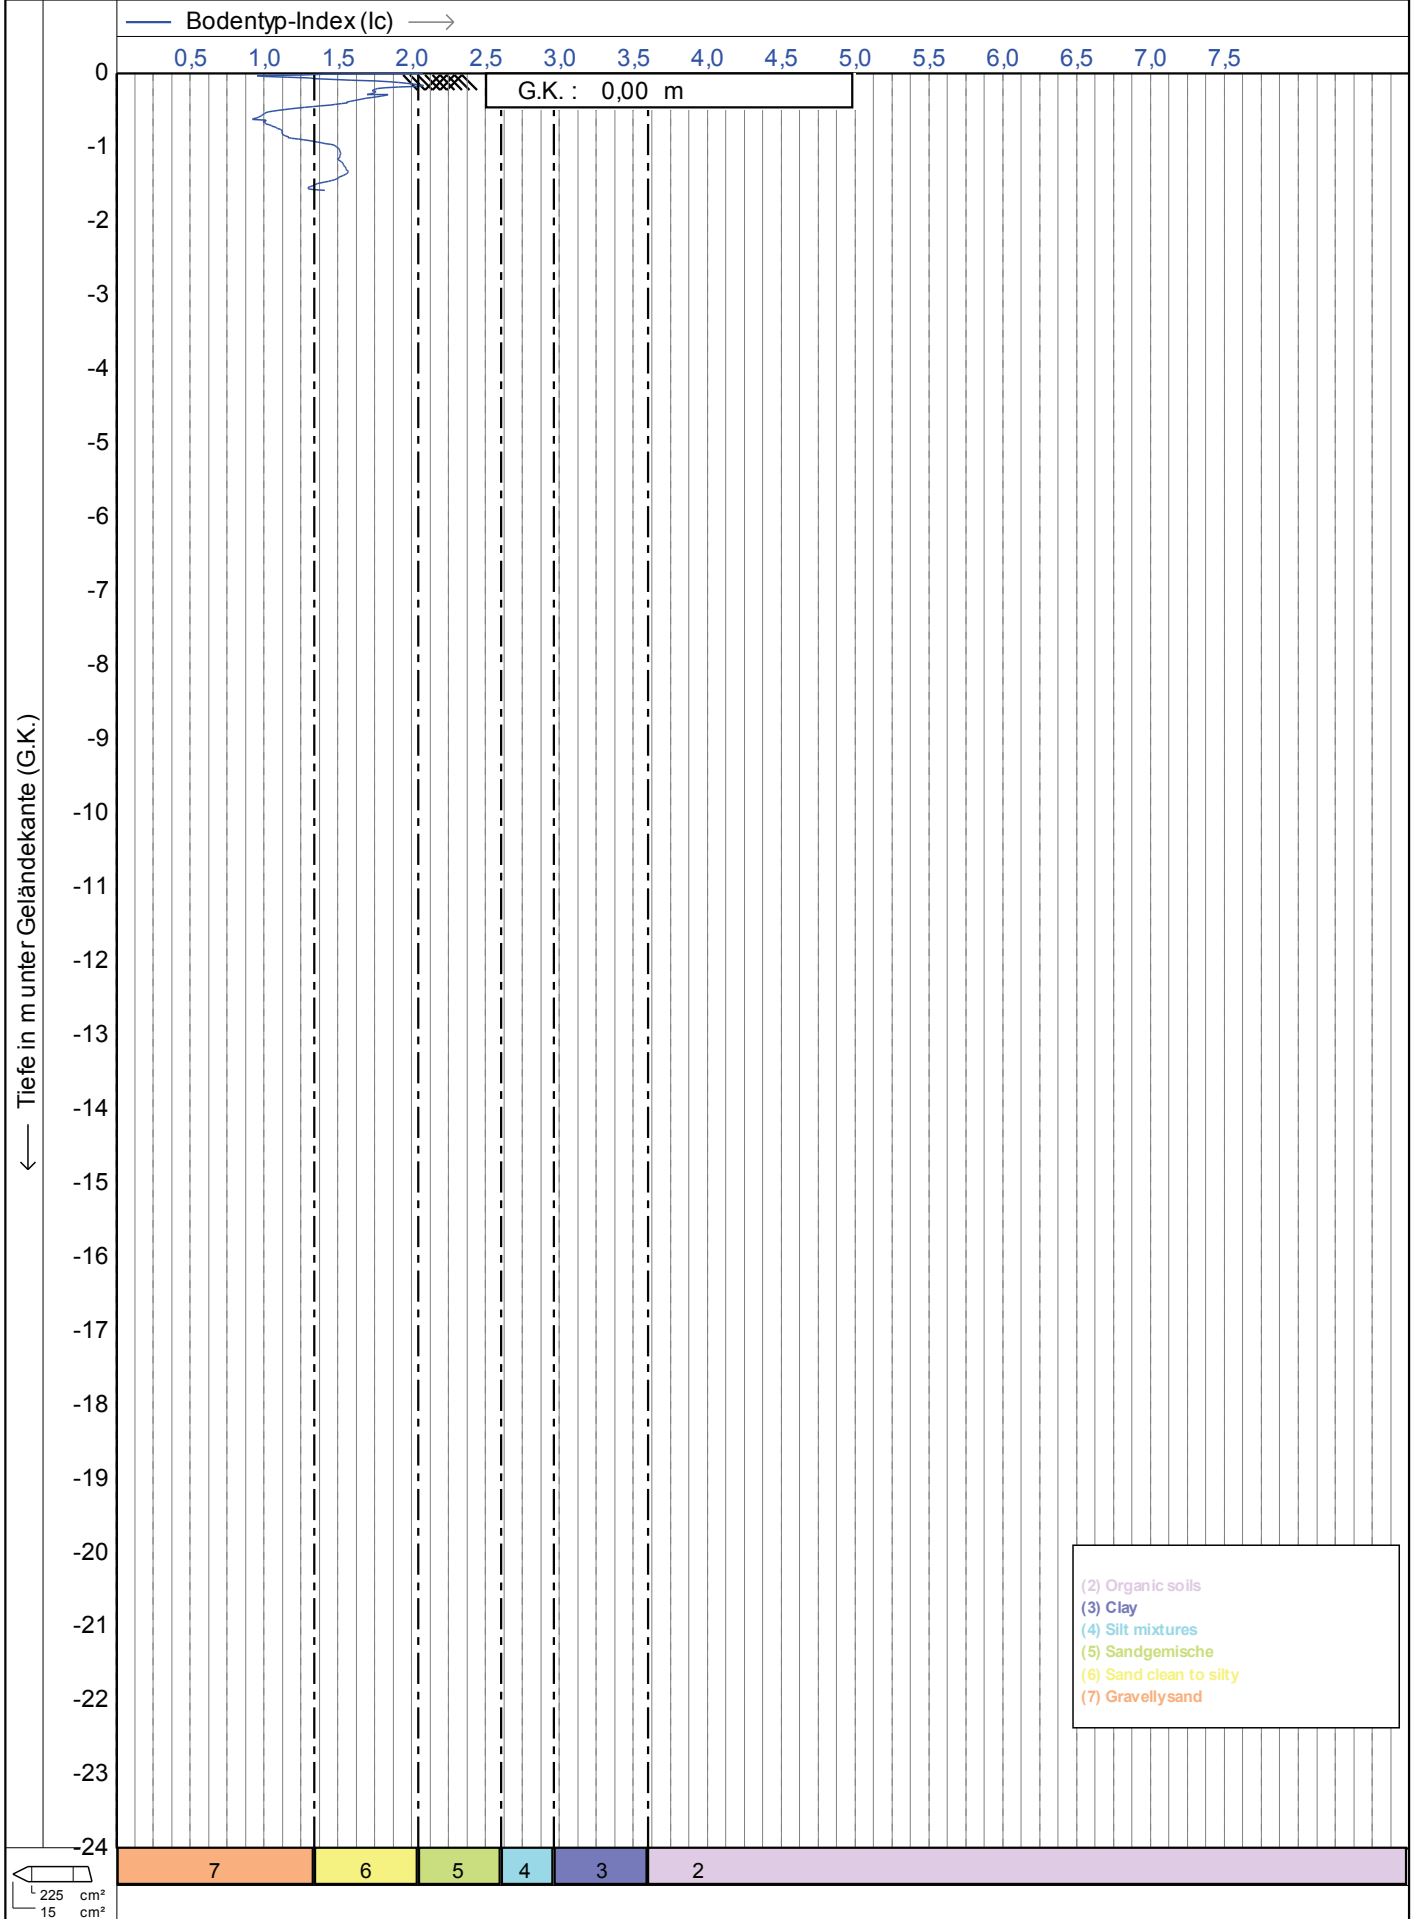 Bodentyp-Index (Ic)
0,5 1,0 1,5 2,0 2,5 3,0 3,5 4,0 4,5 5,0 5,5 6,0 6,5 7,0 7,5
G.K. : 0,00 m
0
-1
-2
-3
-4
-5
-6
-7
-8
-9
-10
-11
-12
-13
-14
-15
-16
-17
-18
-19
-20
-21
-22
-23
-24
Tiefe in m unter Geländekante (G.K.)
(2) Organic soils
(3) Clay
(4) Silt mixtures
(5) Sandgemische
(6) Sand clean to silty
(7) Gravellysand
7 6 5 4 3 2
225 cm²
15 cm²